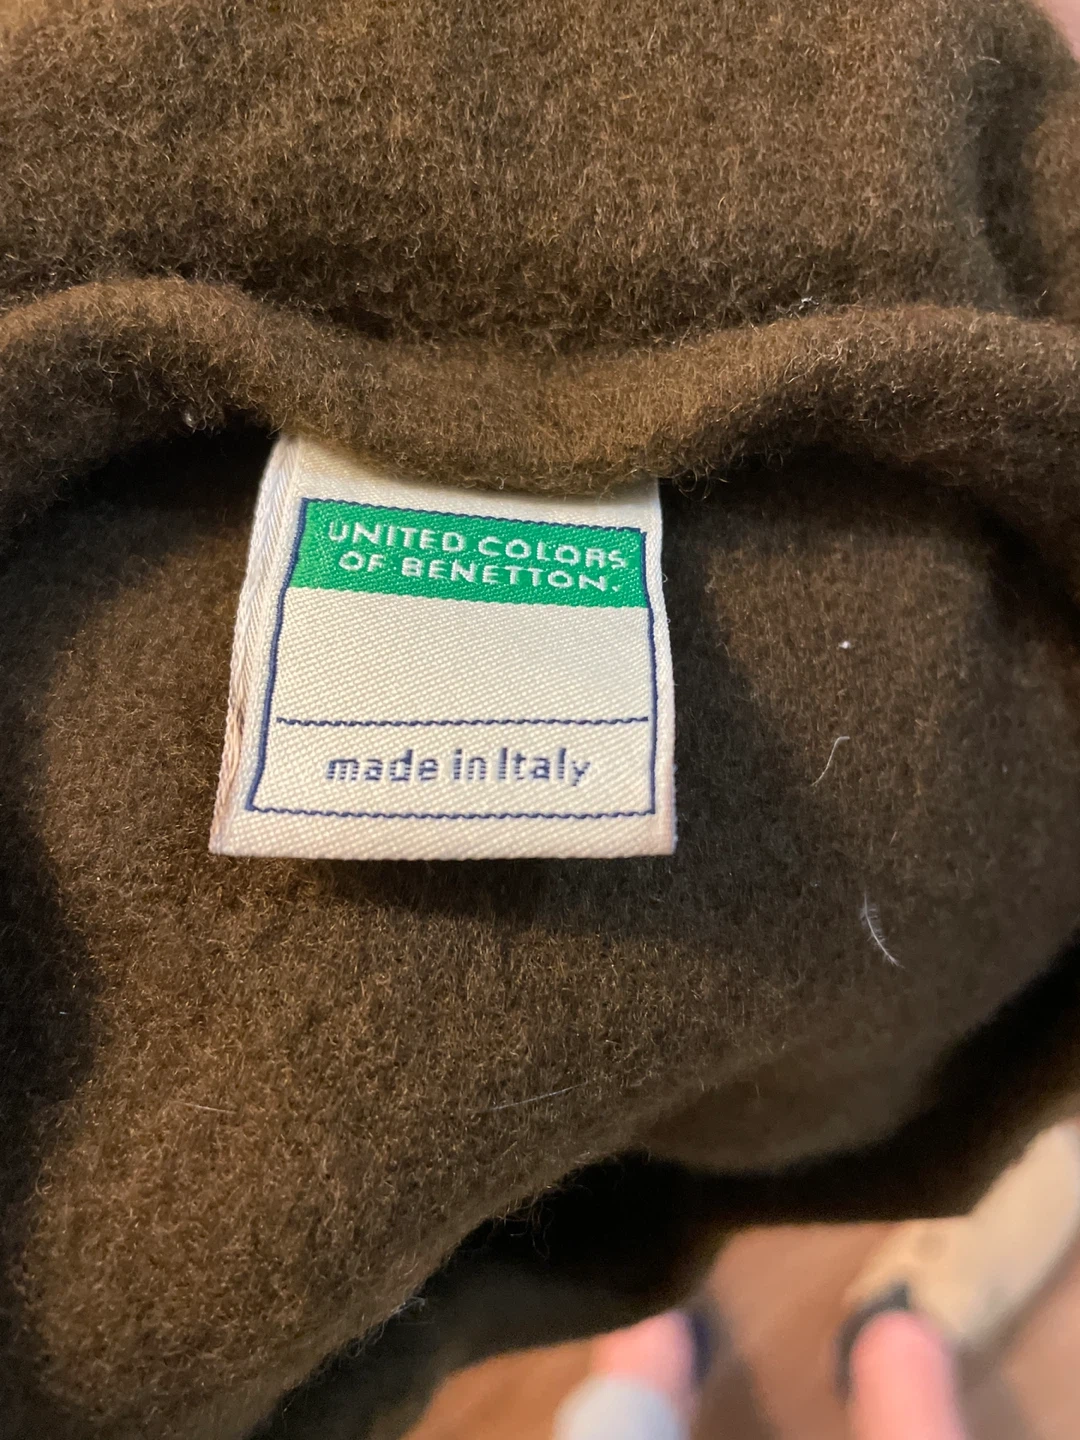 UNITED COLORS
OF BENETTON.
made in Italy